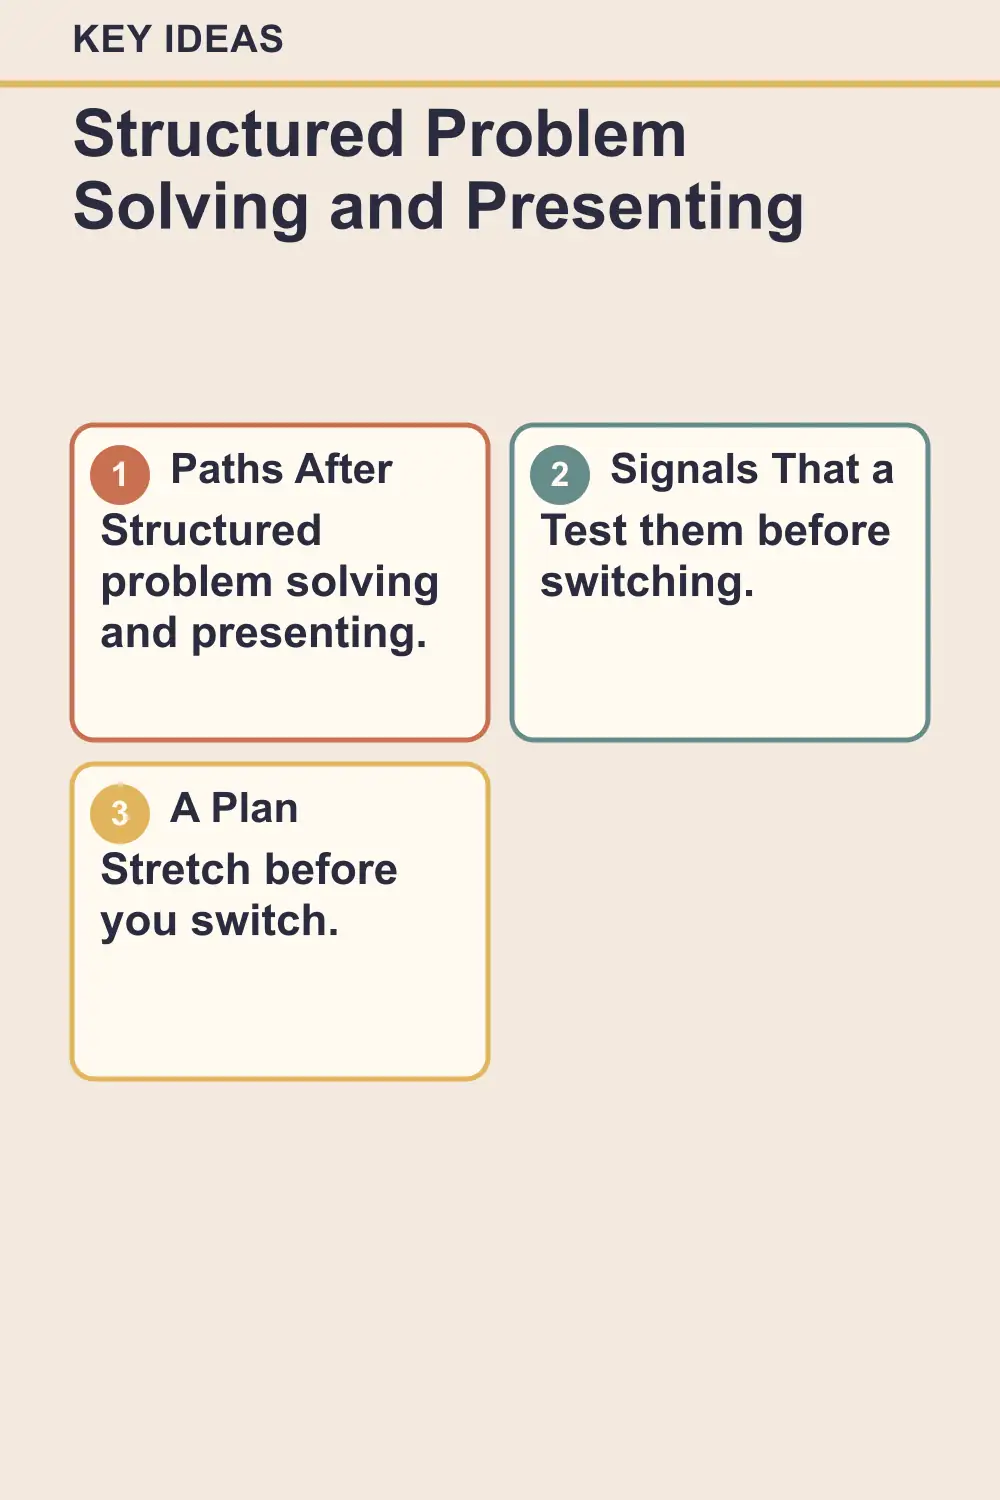 KEY IDEAS
Structured Problem
Solving and Presenting
1 Paths After
Structured
problem solving
and presenting.
2 Signals That a
Test them before
switching.
3 A Plan
Stretch before
you switch.